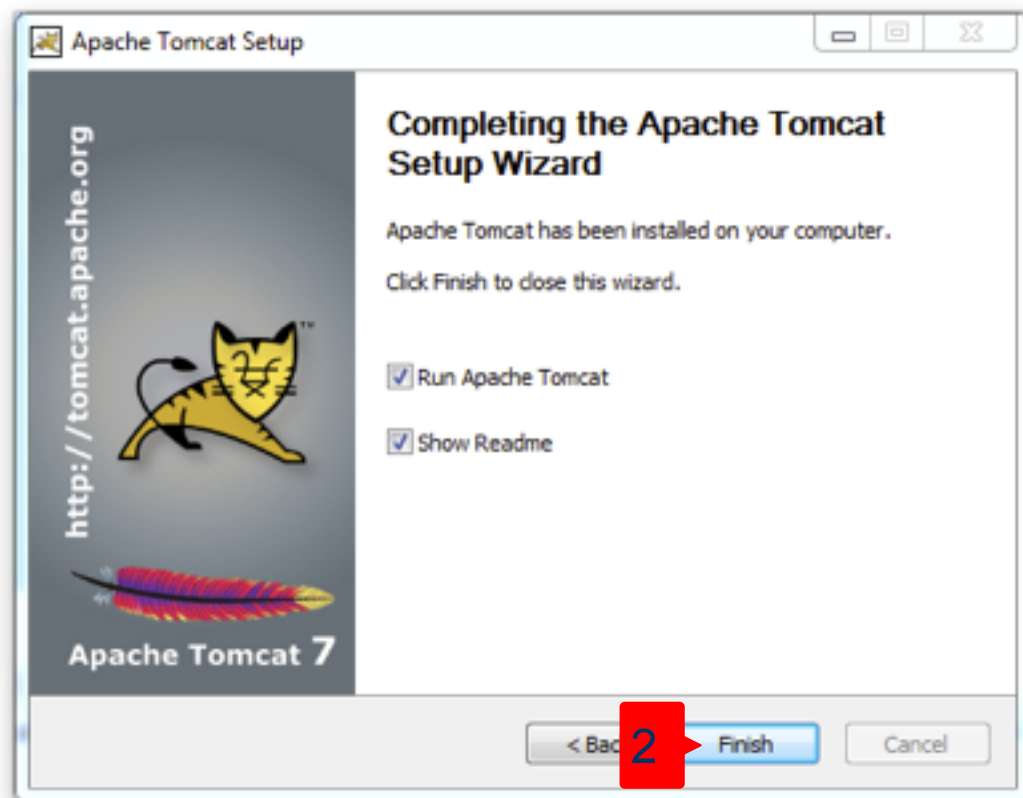 Apache Tomcat Setup
http://tomcat.apache.org
TM
Apache Tomcat 7
Completing the Apache Tomcat
Setup Wizard
Apache Tomcat has been installed on your computer.
Click Finish to close this wizard.
Run Apache Tomcat
Show Readme
< Bac
2
Finish
Cancel